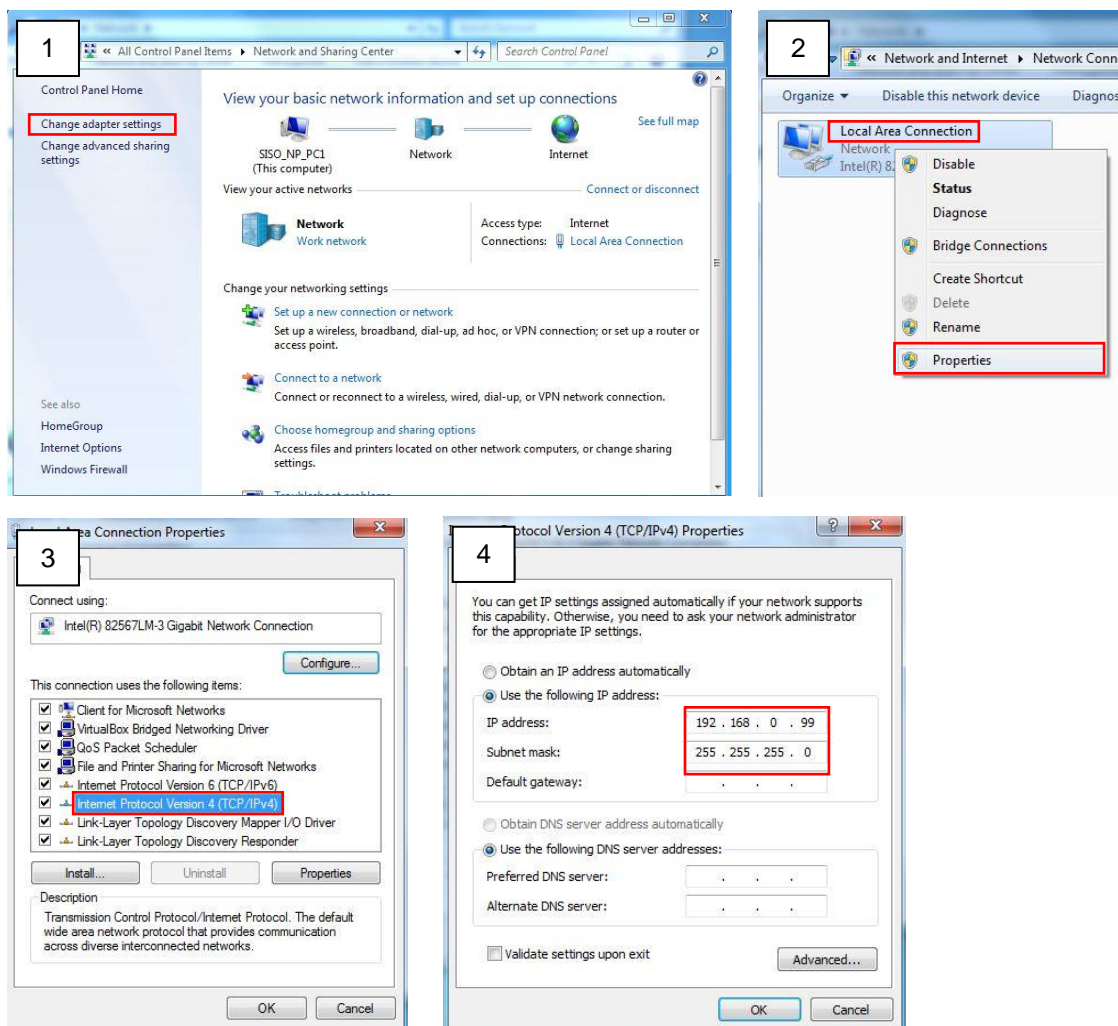 1
« All Control Panel Items ▸ Network and Sharing Center
Search Control Panel
Control Panel Home
Change adapter settings
Change advanced sharing
settings
See also
HomeGroup
Internet Options
Windows Firewall
View your basic network information and set up connections
See full map
SISO_NP_PC1
(This computer)
Network
Internet
View your active networks
Connect or disconnect
Network
Work network
Access type: Internet
Connections: Local Area Connection
Change your networking settings
Set up a new connection or network
Set up a wireless, broadband, dial-up, ad hoc, or VPN connection; or set up a router or
access point.
Connect to a network
Connect or reconnect to a wireless, wired, dial-up, or VPN network connection.
Choose homegroup and sharing options
Access files and printers located on other network computers, or change sharing
settings.
2
« Network and Internet ▸ Network Conn
Organize Disable this network device Diagnos
Local Area Connection
Network
Intel(R) 8
Disable
Status
Diagnose
Bridge Connections
Create Shortcut
Delete
Rename
Properties
3
Area Connection Properties
Connect using:
Intel(R) 82567LM-3 Gigabit Network Connection
Configure...
This connection uses the following items:
Client for Microsoft Networks
VirtualBox Bridged Networking Driver
QoS Packet Scheduler
File and Printer Sharing for Microsoft Networks
Internet Protocol Version 6 (TCP/IPv6)
Internet Protocol Version 4 (TCP/IPv4)
Link-Layer Topology Discovery Mapper I/O Driver
Link-Layer Topology Discovery Responder
Install... Uninstall Properties
Description
Transmission Control Protocol/Internet Protocol. The default
wide area network protocol that provides communication
across diverse interconnected networks.
OK Cancel
4
Protocol Version 4 (TCP/IPv4) Properties
You can get IP settings assigned automatically if your network supports
this capability. Otherwise, you need to ask your network administrator
for the appropriate IP settings.
Obtain an IP address automatically
Use the following IP address:
IP address: 192 . 168 . 0 . 99
Subnet mask: 255 . 255 . 255 . 0
Default gateway: . . .
Obtain DNS server address automatically
Use the following DNS server addresses:
Preferred DNS server: . . .
Alternate DNS server: . . .
Validate settings upon exit
Advanced...
OK Cancel